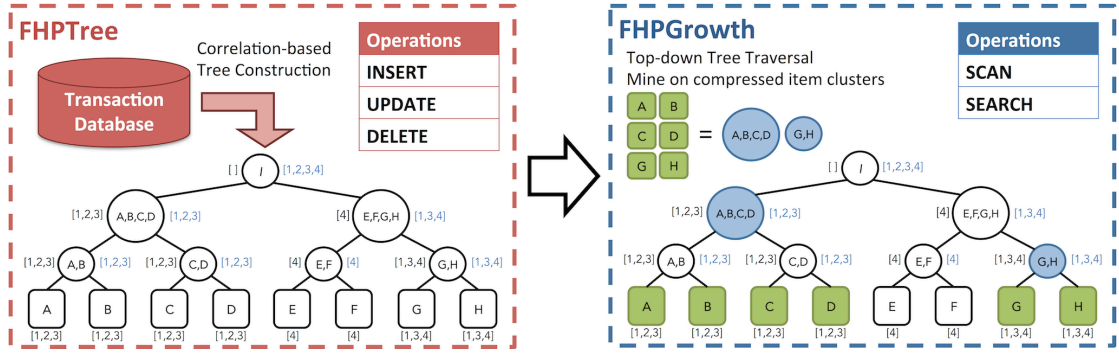 FHPTree
Correlation-based
Tree Construction
Transaction
Database
Operations
INSERT
UPDATE
DELETE
[ ] I [1,2,3,4]
[1,2,3] A,B,C,D [1,2,3] [4] E,F,G,H [1,3,4]
[1,2,3] A,B [1,2,3] [1,2,3] C,D [1,2,3] [4] E,F [4] [1,3,4] G,H [1,3,4]
A B C D E F G H
[1,2,3] [1,2,3] [1,2,3] [1,2,3] [4] [4] [1,3,4] [1,3,4]
FHPGrowth
Top-down Tree Traversal
Mine on compressed item clusters
Operations
SCAN
SEARCH
A B
C D = A,B,C,D G,H
G H
[ ] I [1,2,3,4]
[1,2,3] A,B,C,D [1,2,3] [4] E,F,G,H [1,3,4]
[1,2,3] A,B [1,2,3] [1,2,3] C,D [1,2,3] [4] E,F [4] [1,3,4] G,H [1,3,4]
A B C D E F G H
[1,2,3] [1,2,3] [1,2,3] [1,2,3] [4] [4] [1,3,4] [1,3,4]